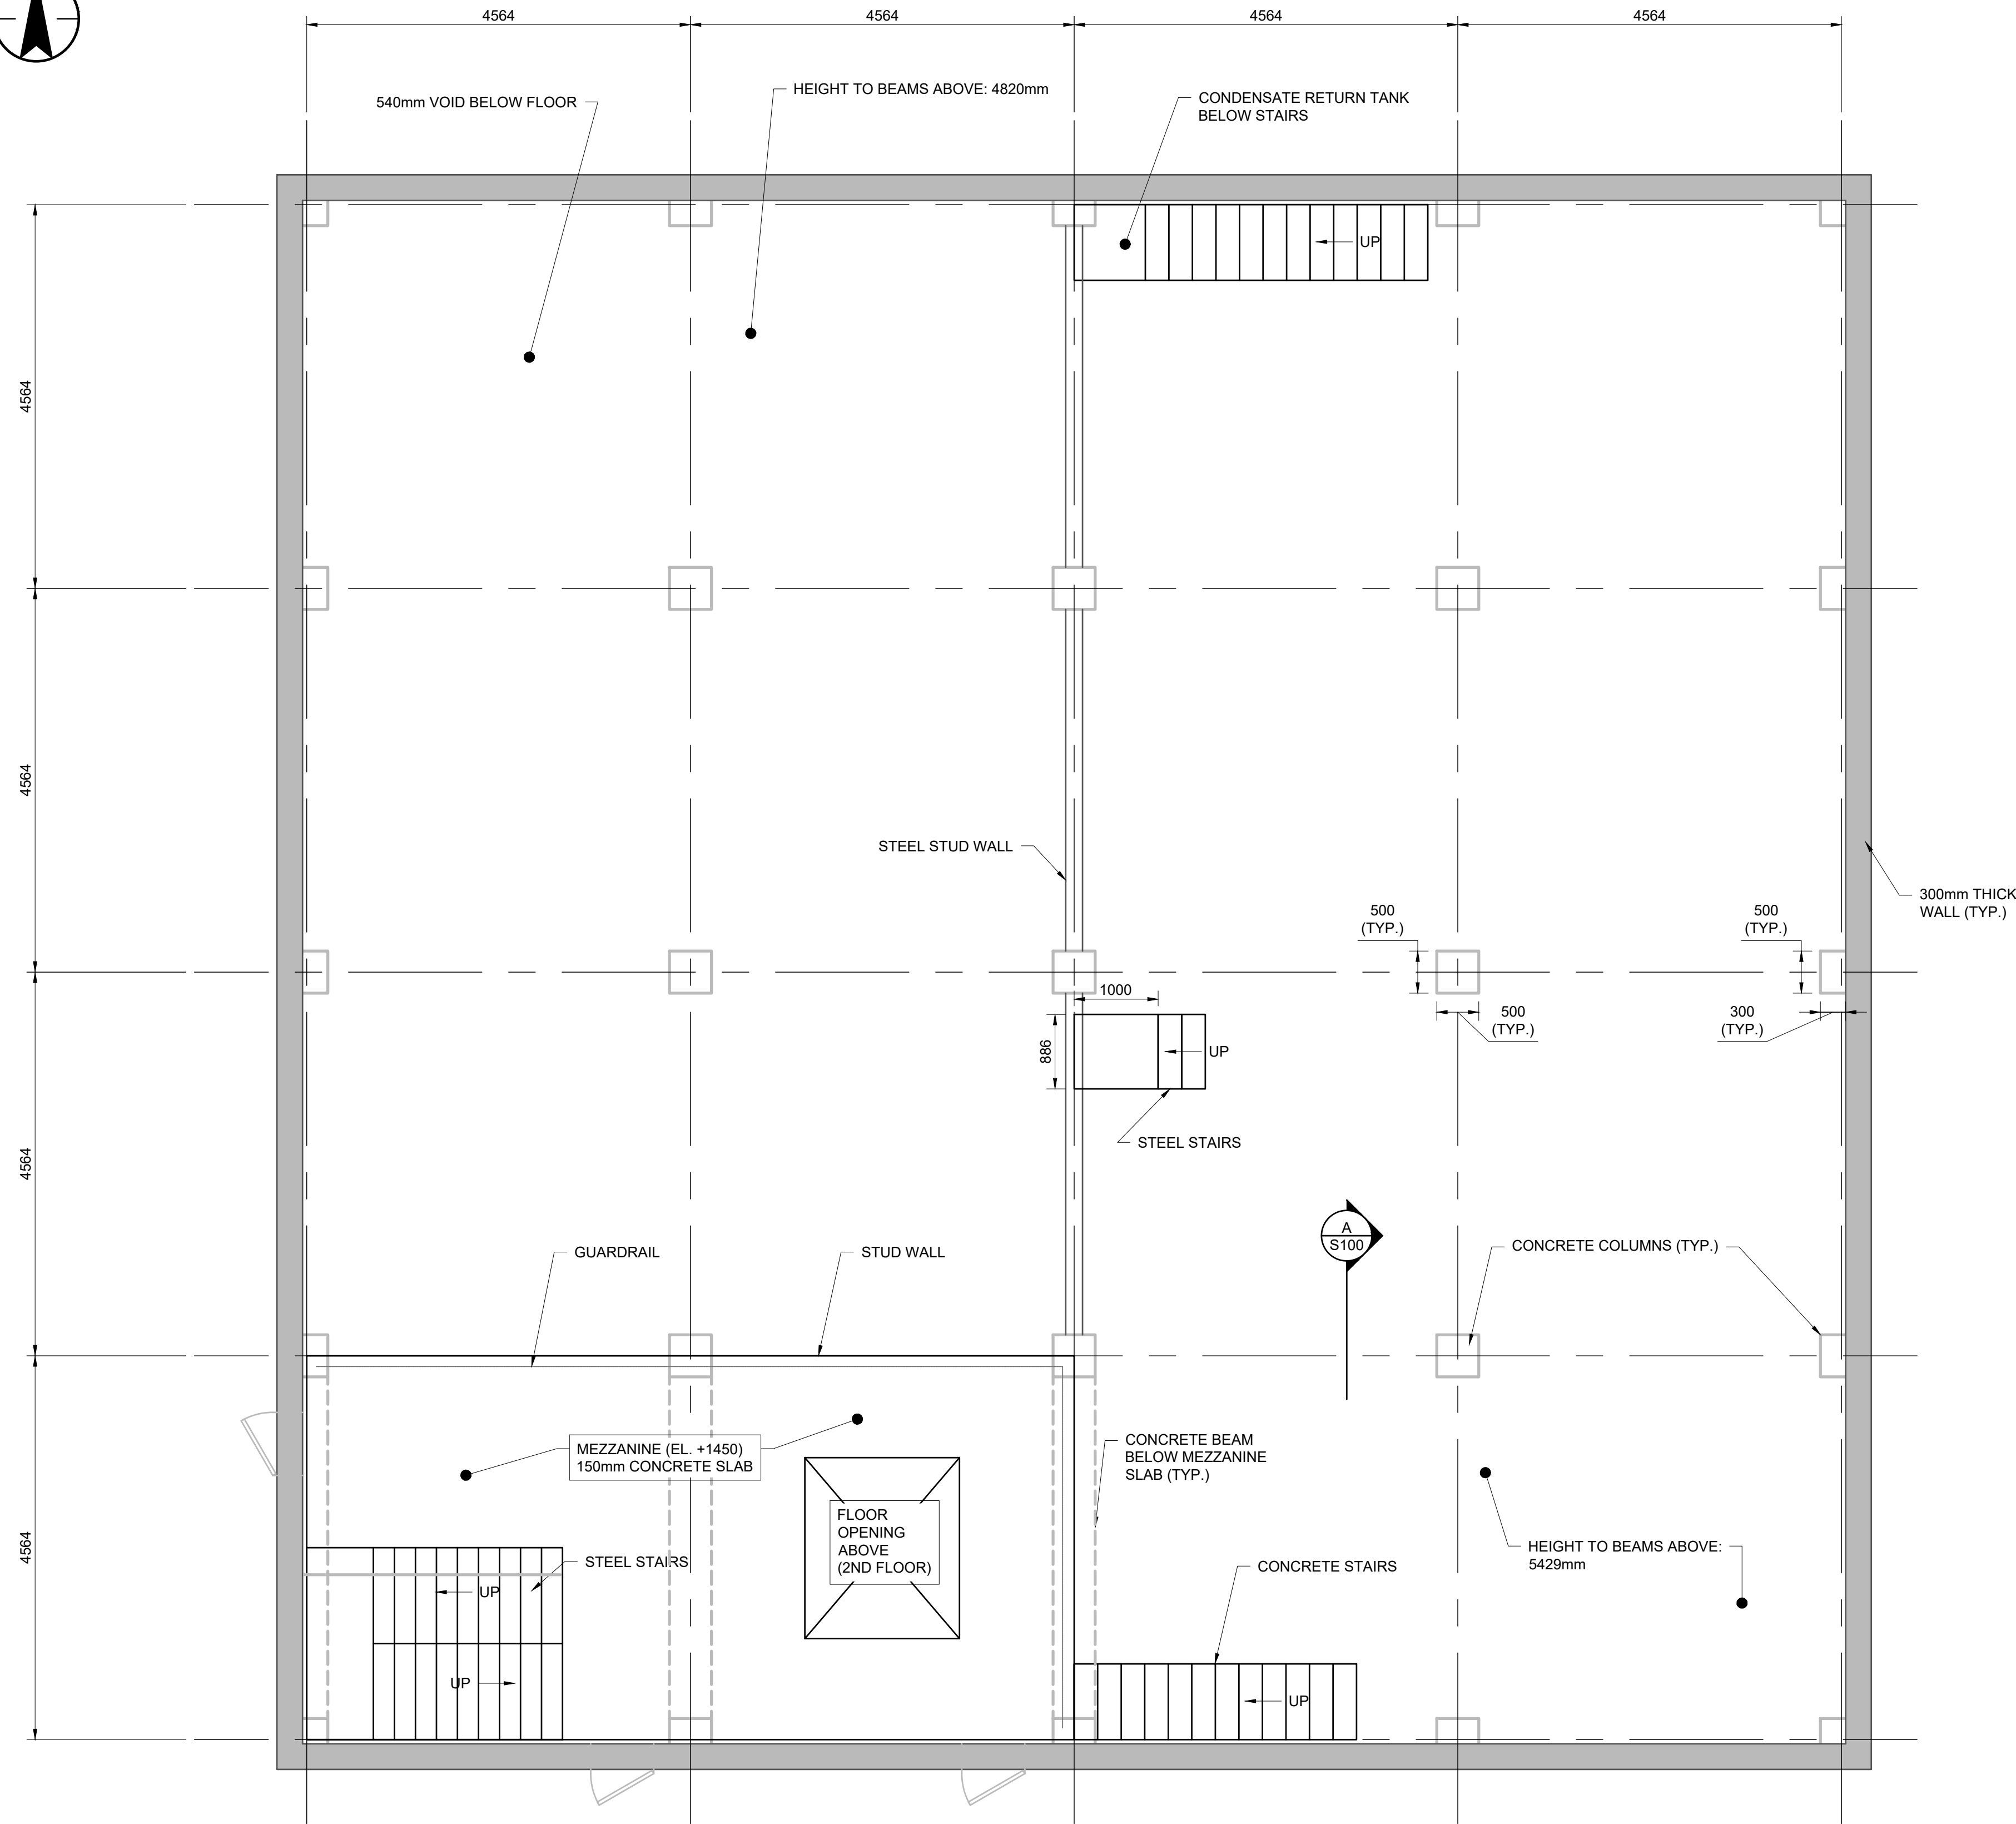 4564
4564
4564
4564
540mm VOID BELOW FLOOR
HEIGHT TO BEAMS ABOVE: 4820mm
CONDENSATE RETURN TANK
BELOW STAIRS
UP
4564
4564
STEEL STUD WALL
300mm THICK
WALL (TYP.)
500
(TYP.)
500
(TYP.)
1000
500
(TYP.)
300
(TYP.)
886
UP
STEEL STAIRS
4564
A
S100
CONCRETE COLUMNS (TYP.)
GUARDRAIL
STUD WALL
MEZZANINE (EL. +1450)
150mm CONCRETE SLAB
CONCRETE BEAM
BELOW MEZZANINE
SLAB (TYP.)
FLOOR
OPENING
ABOVE
(2ND FLOOR)
4564
HEIGHT TO BEAMS ABOVE:
5429mm
STEEL STAIRS
CONCRETE STAIRS
UP
UP
UP